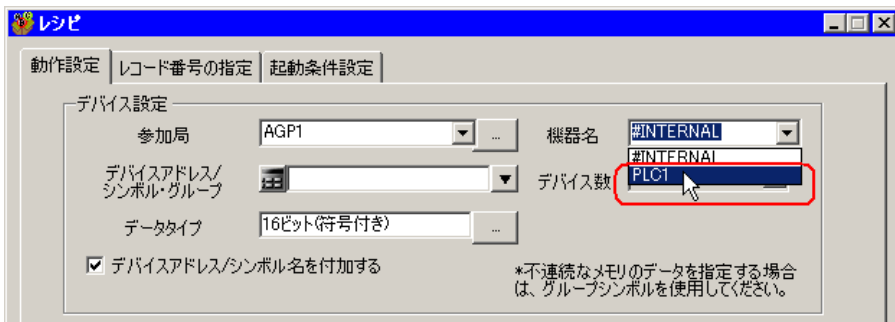 レシピ
動作設定 レコード番号の指定 起動条件設定
デバイス設定
参加局 AGP1 ... 機器名 #INTERNAL
#INTERNAL
PLC1
デバイスアドレス/
シンボル・グループ
デバイス数
データタイプ 16ビット(符号付き) ...
デバイスアドレス/シンボル名を付加する
*不連続なメモリのデータを指定する場合
は、グループシンボルを使用してください。